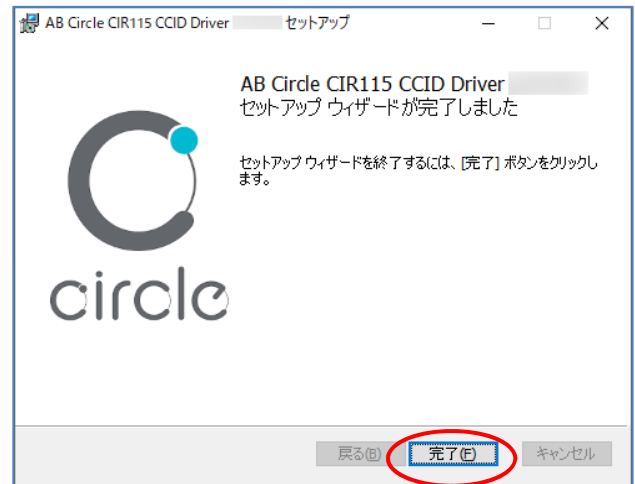 AB Circle CIR115 CCID Driver セットアップ
AB Circle CIR115 CCID Driver
セットアップ ウィザードが完了しました
セットアップ ウィザードを終了するには、[完了] ボタンをクリックし
ます。
circle
戻る(B) 完了(F) キャンセル